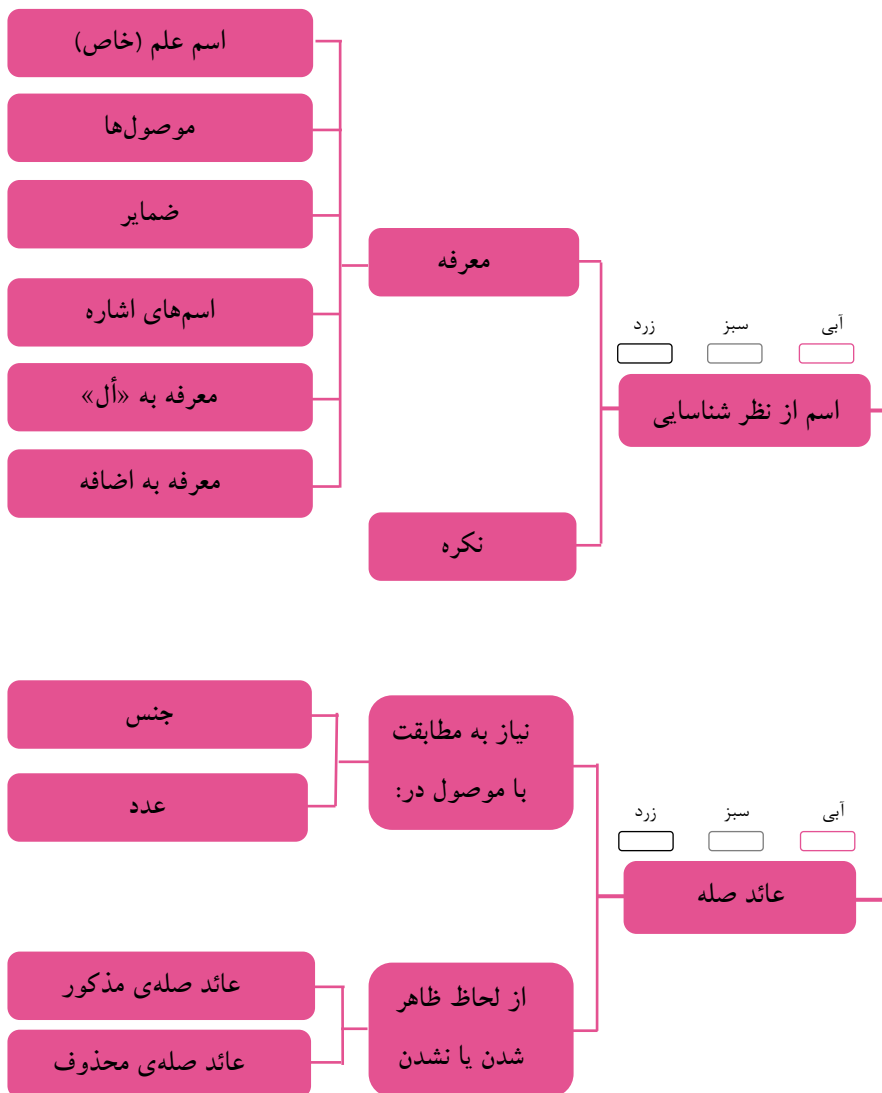 آبی
سبز
زرد
اسم از نظر شناسایی
معرفه
اسم علم (خاص)
موصول‌ها
ضمایر
اسم‌های اشاره
معرفه به «أل»
معرفه به اضافه
نکره
آبی
سبز
زرد
عائد صله
نیاز به مطابقت
با موصول در:
جنس
عدد
از لحاظ ظاهر
شدن یا نشدن
عائد صله‌ی مذکور
عائد صله‌ی محذوف